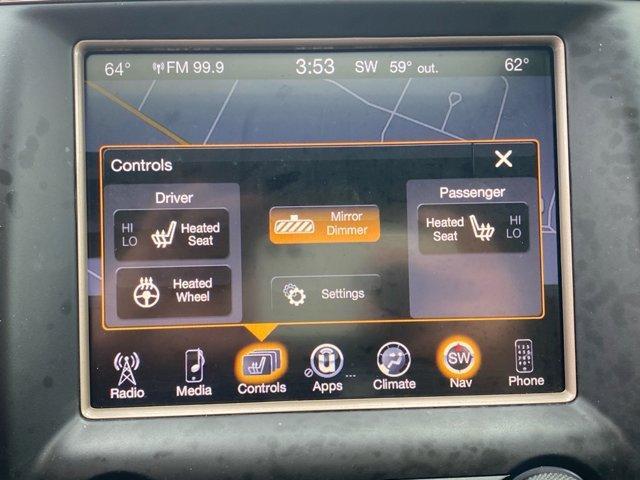 64° FM 99.9 3:53 SW 59° out. 62°
Controls
Driver
HI
LO
Heated
Seat
Heated
Wheel
Mirror
Dimmer
Settings
Passenger
Heated
Seat
HI
LO
Radio
Media
Controls
Apps
Climate
SW
Nav
Phone